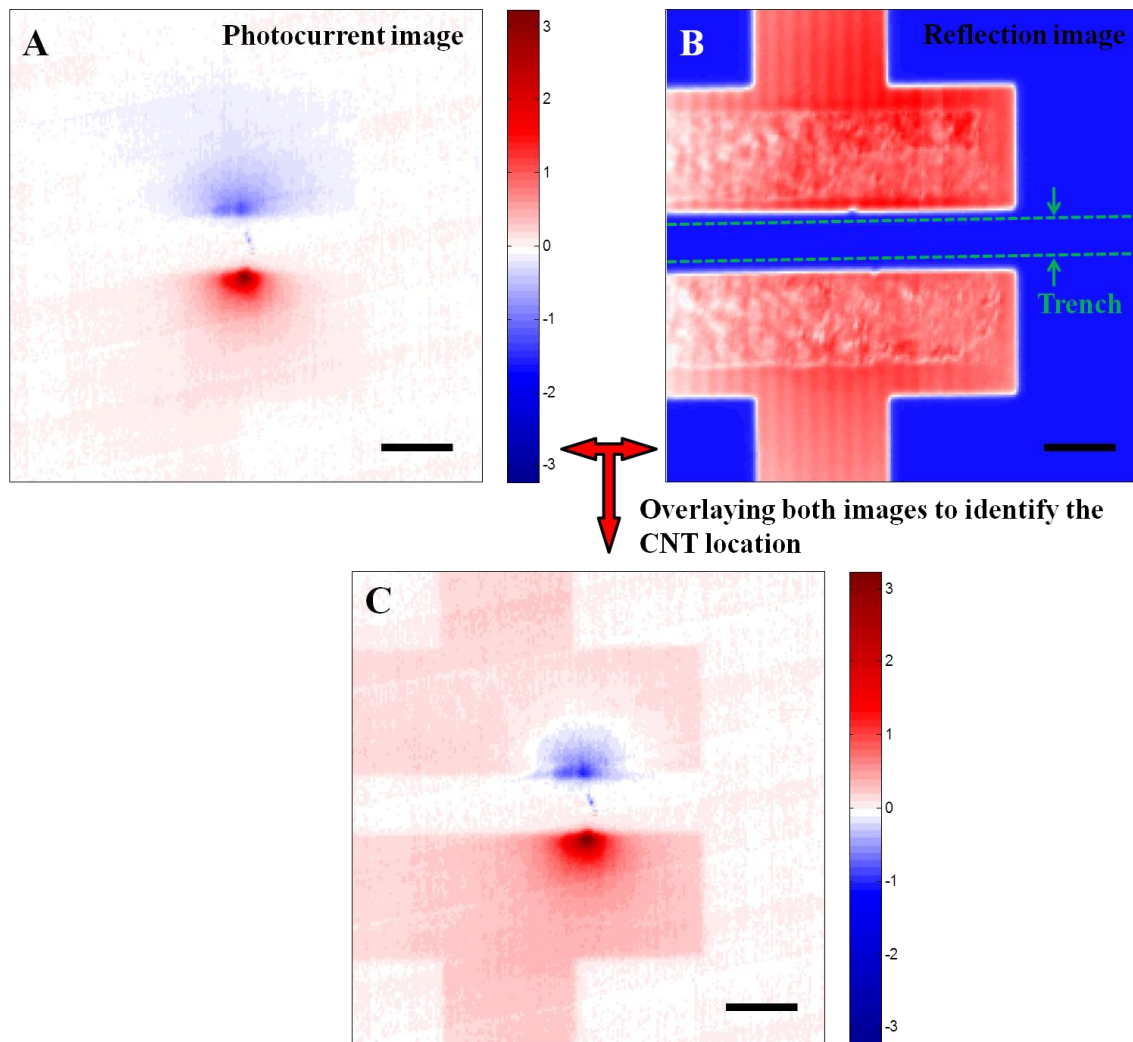 A
Photocurrent image
3
2
1
0
-1
-2
-3
B
Reflection image
Trench
Overlaying both images to identify the
CNT location
C
3
2
1
0
-1
-2
-3